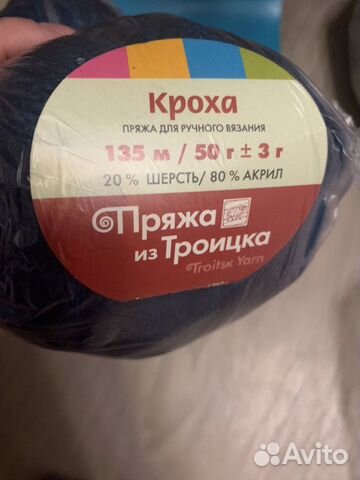 Кроха
ПРЯЖА ДЛЯ РУЧНОГО ВЯЗАНИЯ
135 м / 50 г ± 3 г
20 % ШЕРСТЬ/ 80 % АКРИЛ
Пряжа
из Троицка
Troitsk Yarn
Avito